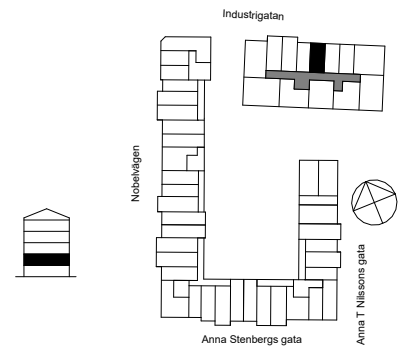 Industrigatan
Nobelvägen
Anna T Nilssons gata
Anna Stenbergs gata